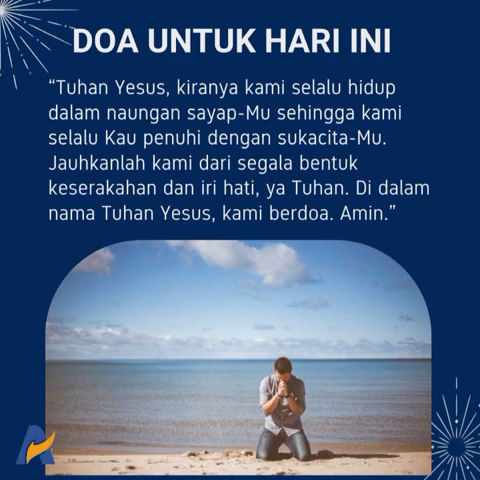 DOA UNTUK HARI INI
“Tuhan Yesus, kiranya kami selalu hidup
dalam naungan sayap-Mu sehingga kami
selalu Kau penuhi dengan sukacita-Mu.
Jauhkanlah kami dari segala bentuk
keserakahan dan iri hati, ya Tuhan. Di dalam
nama Tuhan Yesus, kami berdoa. Amin.”